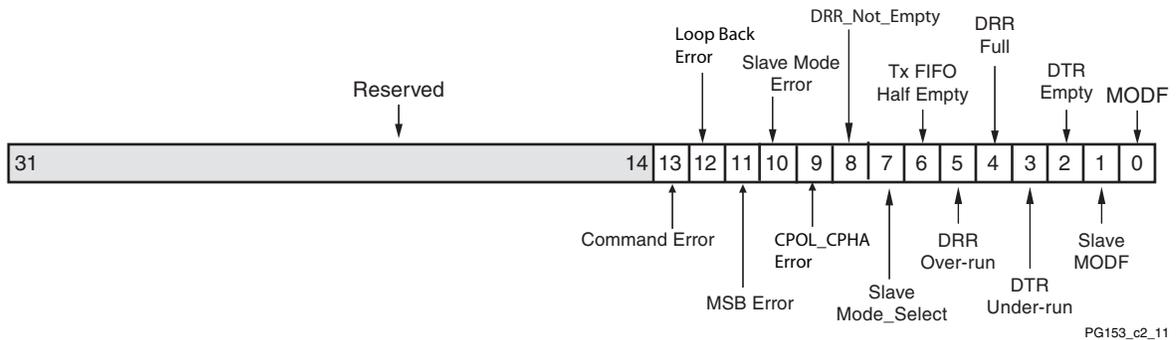 DRR_Not_Empty
Loop Back
Error
DRR
Full
Slave Mode
Error
Tx FIFO
Half Empty
DTR
Empty
MODF
Reserved
31 14 13 12 11 10 9 8 7 6 5 4 3 2 1 0
Command Error
CPOL_CPHA
Error
DRR
Over-run
Slave
MODF
MSB Error
Slave
Mode_Select
DTR
Under-run
PG153_c2_11